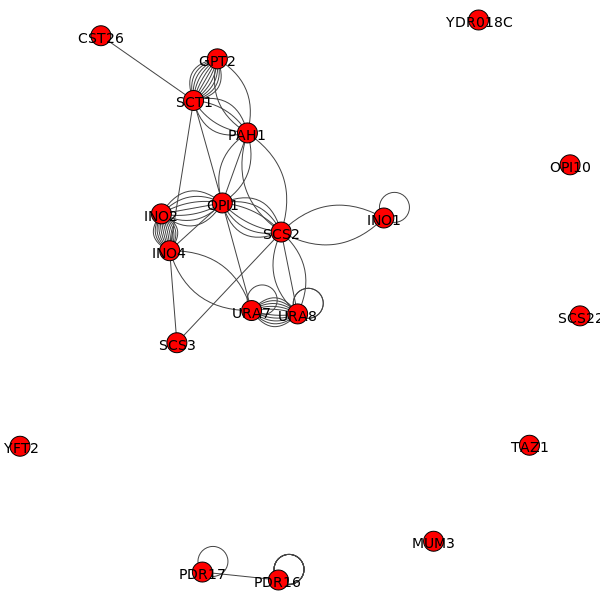 YDR018C
CST26
GPT2
SCT1
PAH1
OPI10
OPI1
INO2
INO1
SCS2
INO4
URA7
URA8
SCS22
SCS3
YFT2
TAZ1
MUM3
PDR17
PDR16